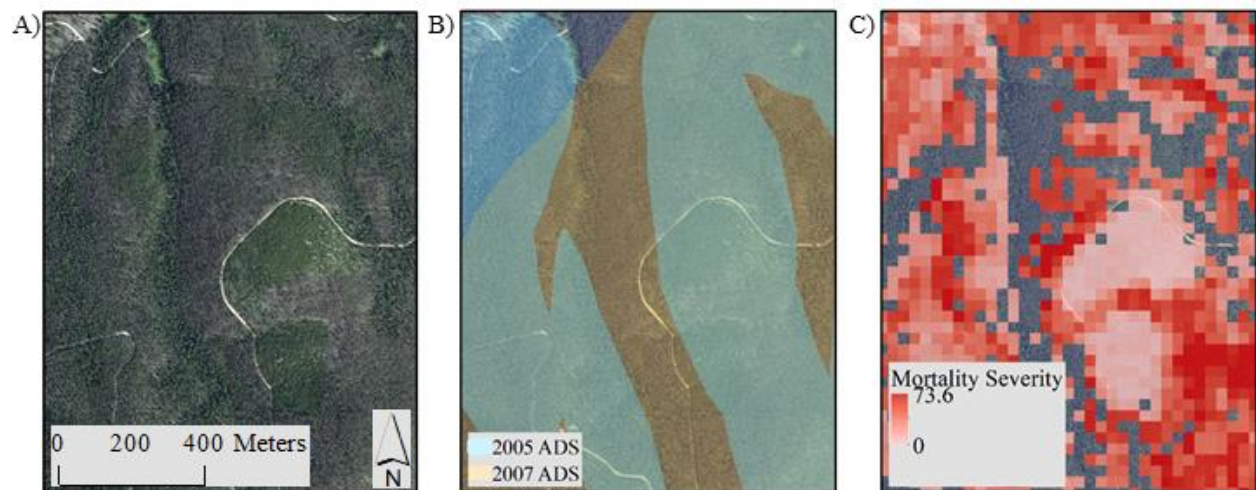 A)
B)
C)
0 200 400 Meters
N
2005 ADS
2007 ADS
Mortality Severity
73.6
0